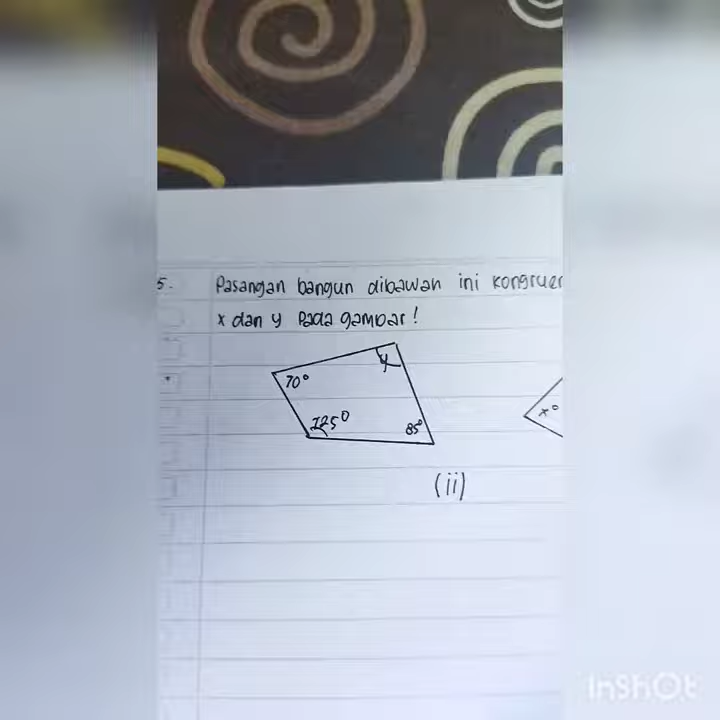 5. Pasangan bangun dibawah ini kongruen
x dan y pada gambar!
70°
y
125°
85°
x°
(ii)
InShOt